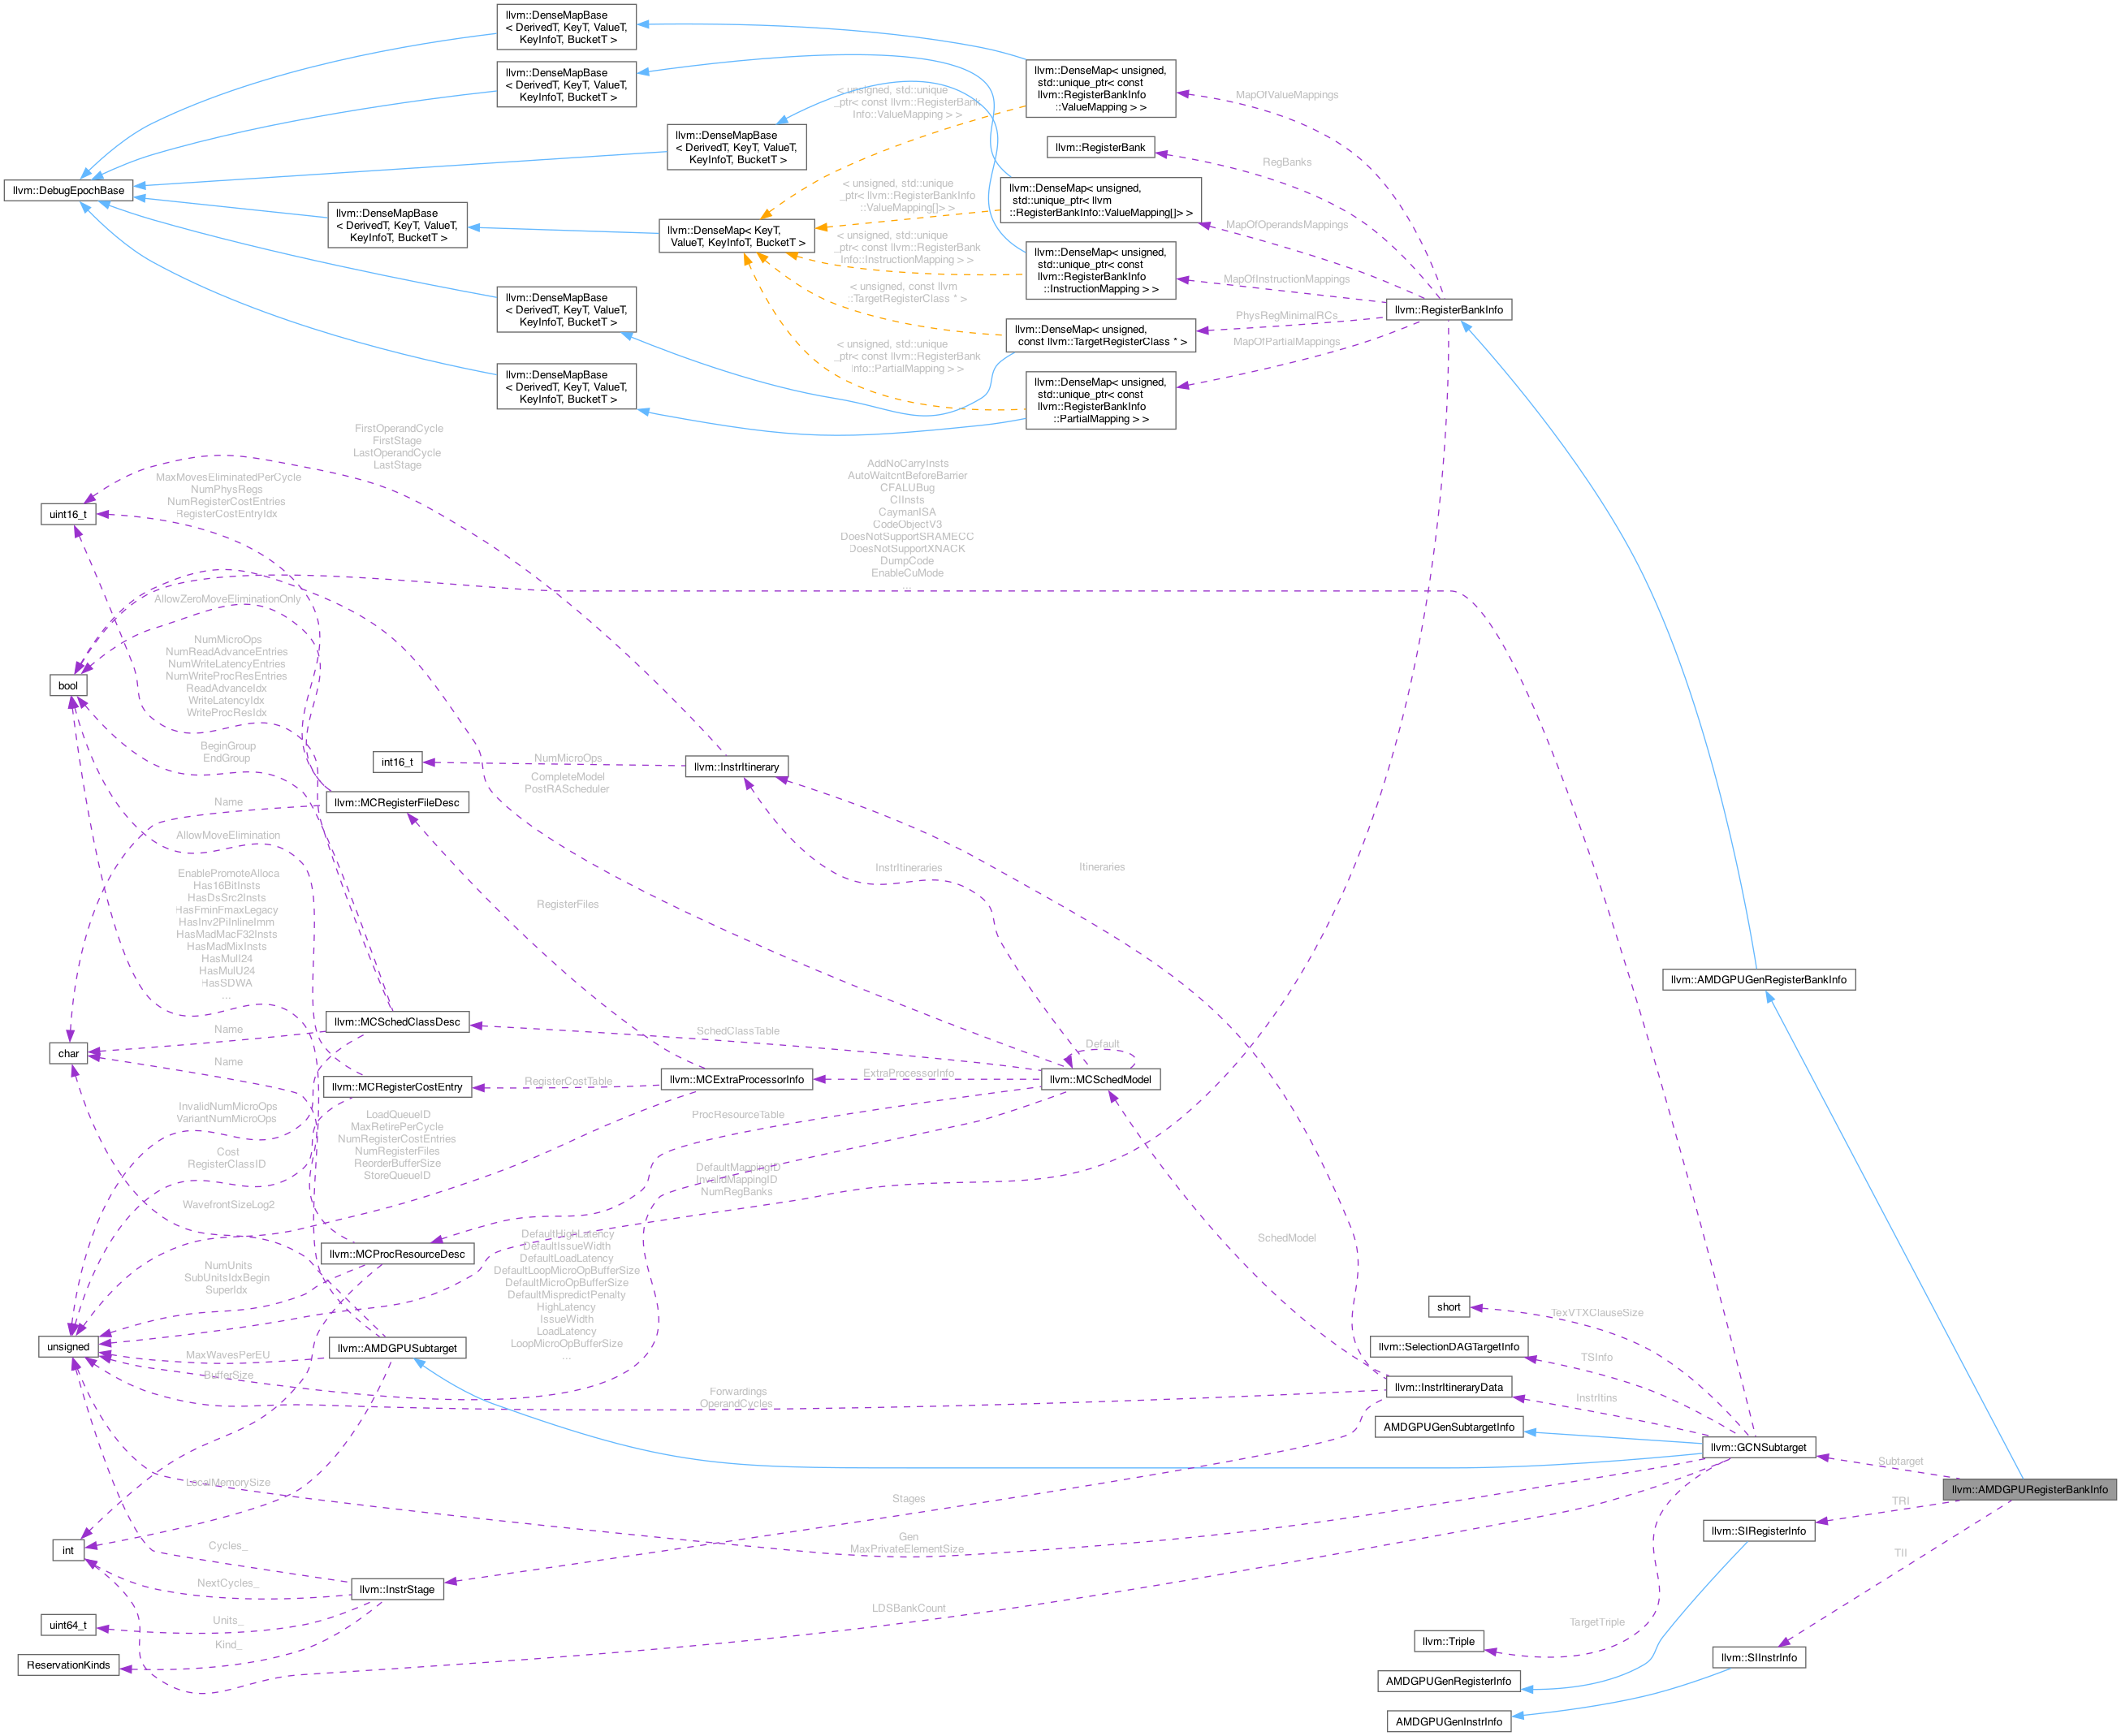 llvm::DenseMapBase
< DerivedT, KeyT, ValueT,
KeyInfoT, BucketT >
llvm::DenseMapBase
< DerivedT, KeyT, ValueT,
KeyInfoT, BucketT >
llvm::DenseMap< unsigned,
std::unique_ptr< const
llvm::RegisterBankInfo
::ValueMapping > >
< unsigned, std::unique
_ptr< const llvm::RegisterBank
Info::ValueMapping > >
MapOfValueMappings
llvm::DenseMapBase
< DerivedT, KeyT, ValueT,
KeyInfoT, BucketT >
llvm::RegisterBank
RegBanks
llvm::DebugEpochBase
llvm::DenseMap< unsigned,
std::unique_ptr< llvm
::RegisterBankInfo::ValueMapping[]> >
< unsigned, std::unique
_ptr< llvm::RegisterBankInfo
::ValueMapping[]> >
llvm::DenseMapBase
< DerivedT, KeyT, ValueT,
KeyInfoT, BucketT >
llvm::DenseMap< KeyT,
ValueT, KeyInfoT, BucketT >
MapOfOperandsMappings
< unsigned, std::unique
_ptr< const llvm::RegisterBank
Info::InstructionMapping > >
llvm::DenseMap< unsigned,
std::unique_ptr< const
llvm::RegisterBankInfo
::InstructionMapping > >
MapOfInstructionMappings
llvm::DenseMapBase
< DerivedT, KeyT, ValueT,
KeyInfoT, BucketT >
< unsigned, const llvm
::TargetRegisterClass * >
llvm::RegisterBankInfo
PhysRegMinimalRCs
llvm::DenseMap< unsigned,
const llvm::TargetRegisterClass * >
MapOfPartialMappings
< unsigned, std::unique
_ptr< const llvm::RegisterBank
Info::PartialMapping > >
llvm::DenseMapBase
< DerivedT, KeyT, ValueT,
KeyInfoT, BucketT >
llvm::DenseMap< unsigned,
std::unique_ptr< const
llvm::RegisterBankInfo
::PartialMapping > >
FirstOperandCycle
FirstStage
LastOperandCycle
LastStage
MaxMovesEliminatedPerCycle
NumPhysRegs
NumRegisterCostEntries
RegisterCostEntryIdx
uint16_t
AddNoCarryInsts
AutoWaitcntBeforeBarrier
CFALUBug
CIInsts
CaymanISA
CodeObjectV3
DoesNotSupportSRAMECC
DoesNotSupportXNACK
DumpCode
EnableCuMode
...
AllowZeroMoveEliminationOnly
NumMicroOps
NumReadAdvanceEntries
NumWriteLatencyEntries
NumWriteProcResEntries
ReadAdvanceIdx
WriteLatencyIdx
WriteProcResIdx
bool
BeginGroup
EndGroup
int16_t
NumMicroOps
llvm::InstrItinerary
CompleteModel
PostRAScheduler
Name
llvm::MCRegisterFileDesc
AllowMoveElimination
InstrItineraries
Itineraries
EnablePromoteAlloca
Has16BitInsts
HasDsSrc2Insts
HasFminFmaxLegacy
HasInv2PiInlineImm
HasMadMacF32Insts
HasMadMixInsts
HasMulI24
HasMulU24
HasSDWA
...
RegisterFiles
llvm::AMDGPUGenRegisterBankInfo
llvm::MCSchedClassDesc
SchedClassTable
Name
char
Default
Name
llvm::MCRegisterCostEntry
RegisterCostTable
llvm::MCExtraProcessorInfo
ExtraProcessorInfo
llvm::MCSchedModel
InvalidNumMicroOps
VariantNumMicroOps
LoadQueueID
MaxRetirePerCycle
NumRegisterCostEntries
NumRegisterFiles
ReorderBufferSize
StoreQueueID
ProcResourceTable
Cost
RegisterClassID
DefaultMappingID
InvalidMappingID
NumRegBanks
WavefrontSizeLog2
llvm::MCProcResourceDesc
DefaultHighLatency
DefaultIssueWidth
DefaultLoadLatency
DefaultLoopMicroOpBufferSize
DefaultMicroOpBufferSize
DefaultMispredictPenalty
HighLatency
IssueWidth
LoadLatency
LoopMicroOpBufferSize
...
SchedModel
NumUnits
SubUnitsIdxBegin
SuperIdx
short
TexVTXClauseSize
unsigned
MaxWavesPerEU
llvm::AMDGPUSubtarget
llvm::SelectionDAGTargetInfo
TSInfo
BufferSize
Forwardings
OperandCycles
llvm::InstrItineraryData
InstrItins
AMDGPUGenSubtargetInfo
llvm::GCNSubtarget
Subtarget
llvm::AMDGPURegisterBankInfo
LocalMemorySize
Stages
TRI
llvm::SIRegisterInfo
Gen
MaxPrivateElementSize
int
Cycles_
TII
NextCycles_
llvm::InstrStage
LDSBankCount
uint64_t
Units_
TargetTriple
Kind_
llvm::Triple
ReservationKinds
llvm::SIInstrInfo
AMDGPUGenRegisterInfo
AMDGPUGenInstrInfo